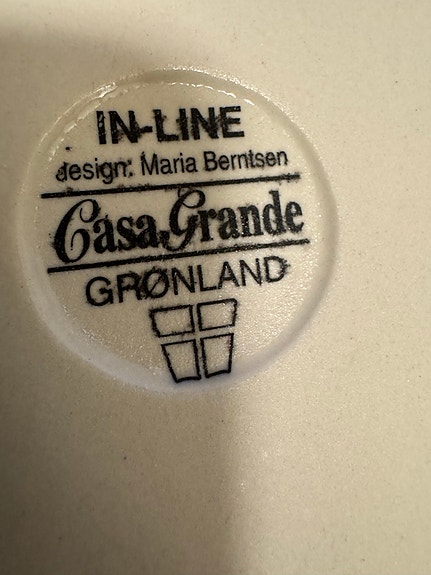 IN-LINE
design: Maria Berntsen
Casa Grande
GRØNLAND